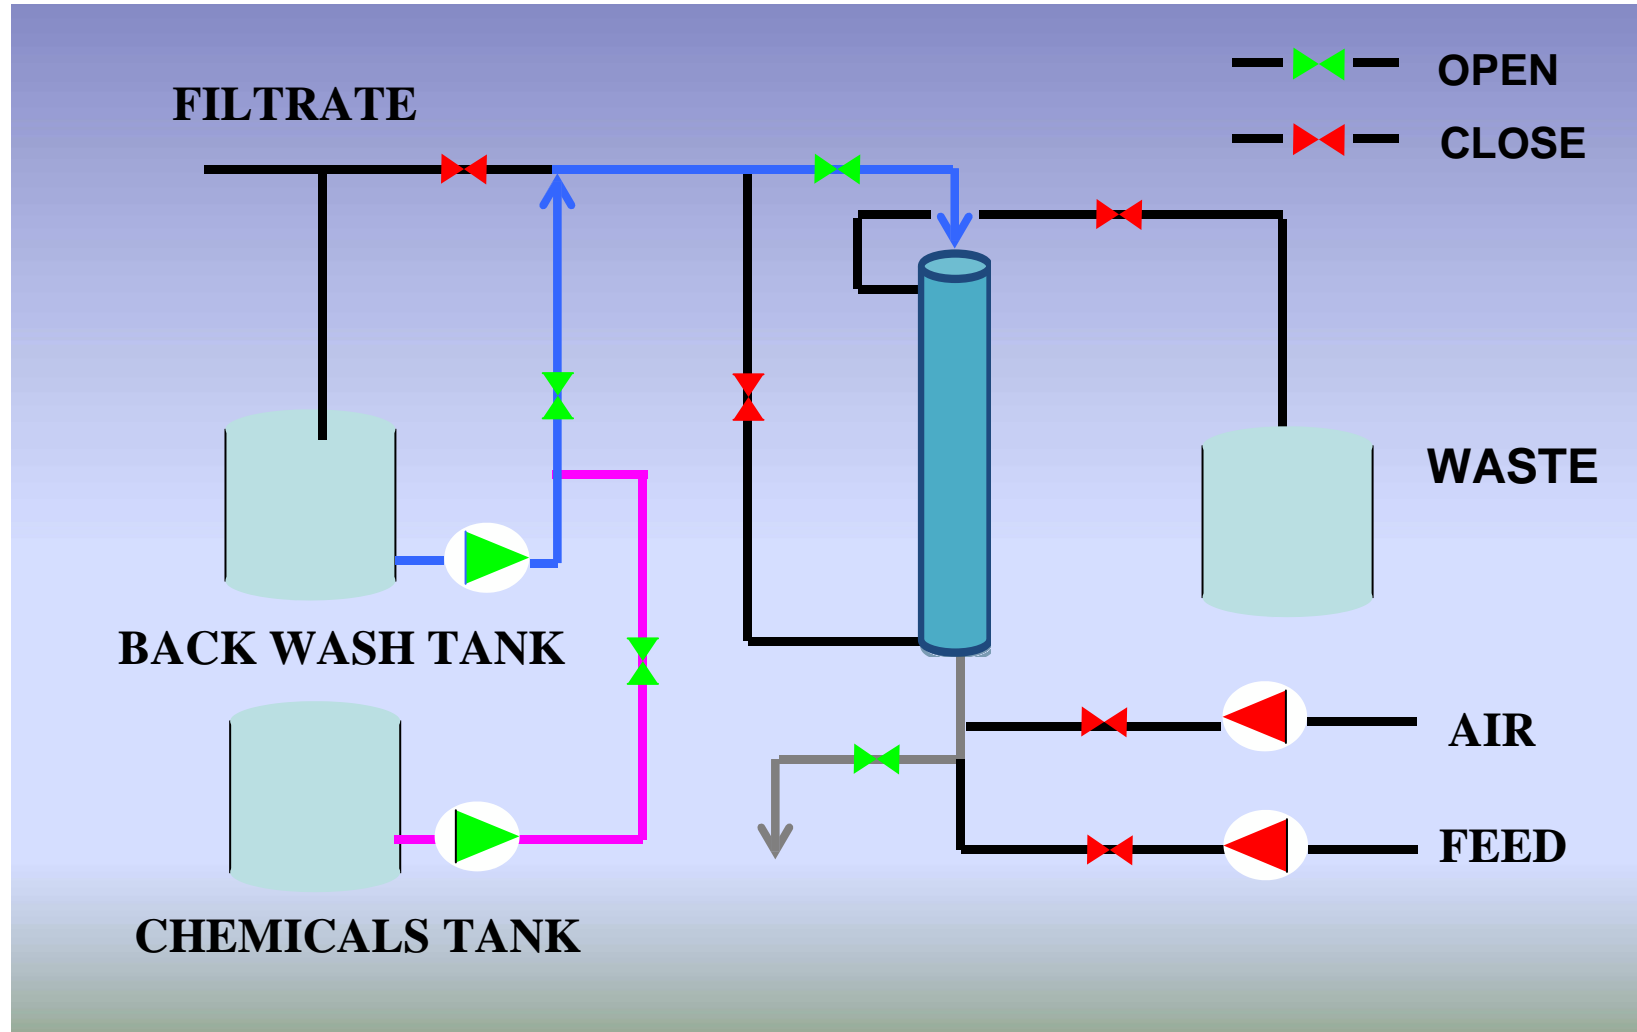 OPEN
FILTRATE
CLOSE
WASTE
BACK WASH TANK
AIR
FEED
CHEMICALS TANK